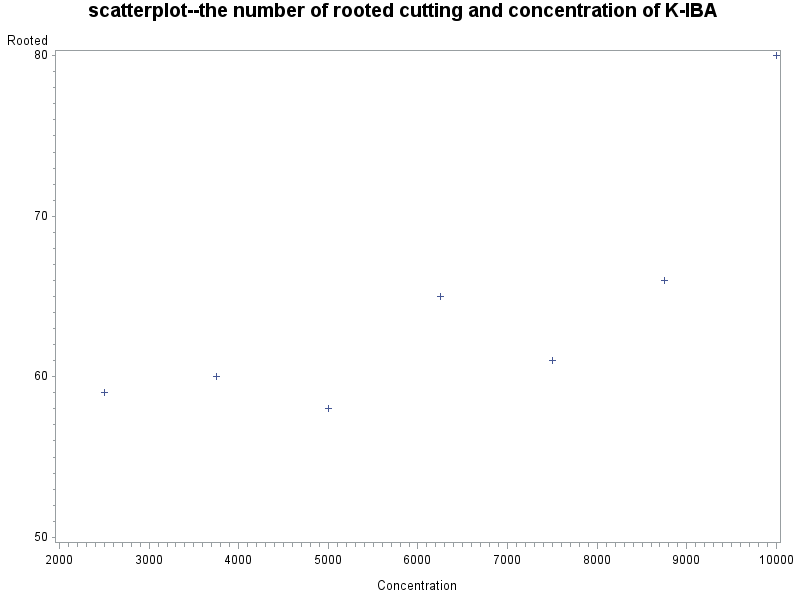 scatterplot--the number of rooted cutting and concentration of K-IBA
Rooted
80
70
60
50
2000 3000 4000 5000 6000 7000 8000 9000 10000
Concentration